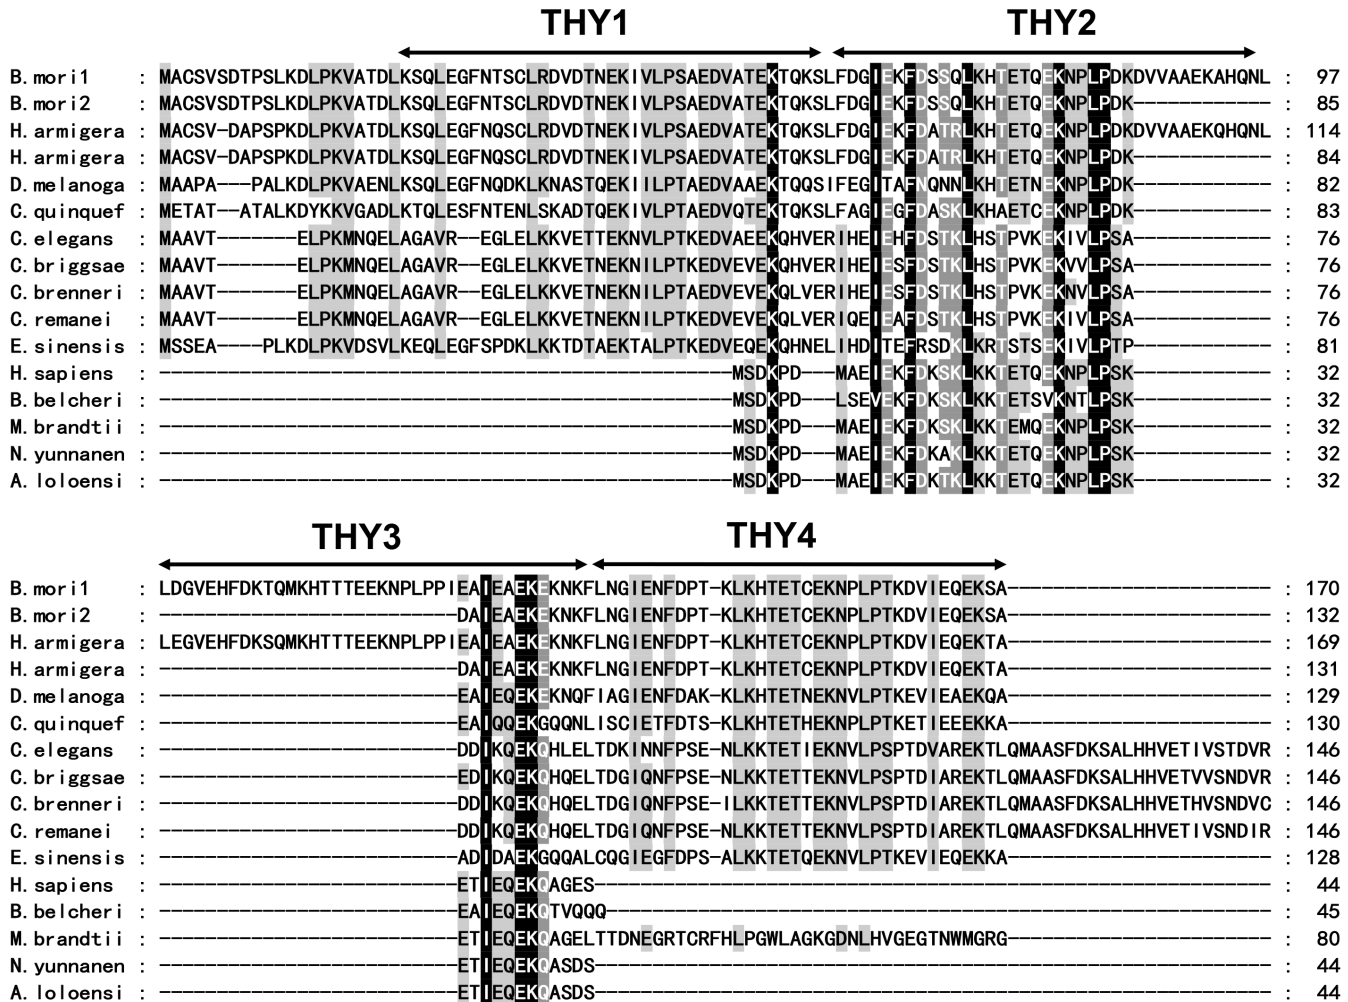 THY1 THY2
B.mori1 : MACSVSDTPSLKDLPKVATDLKSQLEGFNTSCLRDVDTNEKIVLPSAEDVATEKTQKSLFDGIEKFDSSQLKHTETQEKNPLPDKDVVAAEKAHQNL : 97
B.mori2 : MACSVSDTPSLKDLPKVATDLKSQLEGFNTSCLRDVDTNEKIVLPSAEDVATEKTQKSLFDGIEKFDSSQLKHTETQEKNPLPDK------------ : 85
H.armigera : MACSV-DAPSPKDLPKVATDLKSQLEGFNQSCLRDVDTNEKIVLPSAEDVATEKTQKSLFDGIEKFDATRLKHTETQEKNPLPDKDVVAAEKQHQNL : 114
H.armigera : MACSV-DAPSPKDLPKVATDLKSQLEGFNQSCLRDVDTNEKIVLPSAEDVATEKTQKSLFDGIEKFDATRLKHTETQEKNPLPDK------------ : 84
D.melanoga : MAAPA---PALKDLPKVAENLKSQLEGFNQDKLKNASTQEKIILPTAEDVAAEKTQQSIFEGITAFNQNNLKHTETNEKNPLPDK------------ : 82
C.quinquef : METAT--ATALKDYKKVGADLKTQLESFNTENLSKADTQEKIVLPTAEDVQTEKTQKSLFAGIEGFDASKLKHAETCEKNPLPDK------------ : 83
C.elegans : MAAVT-------ELPKMNQELAGAVR--EGLELKKVETTEKNVLPTKEDVAEEKQHVERIHEIEHFDSTKLHSTPVKEKIVLPSA------------ : 76
C.briggsae : MAAVT-------ELPKMNQELAGAVR--EGLELKKVETNEKNILPTKEDVEVEKQHVERIHEIESFDSTKLHSTPVKEKVVLPSA------------ : 76
C.brenneri : MAAVT-------ELPKMNQELAGAVR--EGLELKKVETNEKNILPTKEDVEVEKQLVERIHEIESFDSTKLHSTPVKEKNVLPSA------------ : 76
C.remanei : MAAVT-------ELPKMNQELAGAVR--EGLELKKVETNEKNILPTKEDVEVEKQLVERIQEIEAFDSTKLHSTPVKEKIVLPSA------------ : 76
E.sinensis : MSSEA----PLKDLPKVDSVLKEQLEGFSPDKLKKTDTAEKTALPTKEDVEQEKQHNELIHDITEFRSDKLKRTSTSEKIVLPTP------------ : 81
H.sapiens : --------------------------------------------------MSDKPD---MAEIEKFDKSKLKKTETQEKNPLPSK------------ : 32
B.belcheri : --------------------------------------------------MSDKPD---LSEVEKFDKSKLKKTETSVKNTLPSK------------ : 32
M.brandtii : --------------------------------------------------MSDKPD---MAEIEKFDKSKLKKTEMQEKNPLPSK------------ : 32
N.yunnanen : --------------------------------------------------MSDKPD---MAEIEKFDKAKLKKTETQEKNPLPSK------------ : 32
A.loloensi : --------------------------------------------------MSDKPD---MAEIEKFDKTKLKKTETQEKNPLPSK------------ : 32
THY3 THY4
B.mori1 : LDGVEHFDKTQMKHTTTEEKNPLPPIEAIEAEKEKNKFLNGIENFDPT-KLKHTETCEKNPLPTKDVIEQEKSA----------------------- : 170
B.mori2 : --------------------------DAIEAEKEKNKFLNGIENFDPT-KLKHTETCEKNPLPTKDVIEQEKSA----------------------- : 132
H.armigera : LEGVEHFDKSQMKHTTTEEKNPLPPIEAIEAEKEKNKFLNGIENFDPT-KLKHTETCEKNPLPTKDVIEQEKTA----------------------- : 169
H.armigera : --------------------------DAIEAEKEKNKFLNGIENFDPT-KLKHTETCEKNPLPTKDVIEQEKTA----------------------- : 131
D.melanoga : --------------------------EAIEQEKEKNQFIAGIENFDAK-KLKHTETNEKNVLPTKEVIEAEKQA----------------------- : 129
C.quinquef : --------------------------EAIQQEKGQQNLISCIETFDTS-KLKHTETHEKNPLPTKETIEEEKKA----------------------- : 130
C.elegans : --------------------------DDIKQEKQHLELTDKINNFPSE-NLKKTETIEKNVLPSPTDVAREKTLQMAASFDKSALHHVETIVSTDVR : 146
C.briggsae : --------------------------EDIKQEKQHQELTDGIQNFPSE-NLKKTETTEKNVLPSPTDIAREKTLQMAASFDKSALHHVETVVSNDVR : 146
C.brenneri : --------------------------DDIKQEKQHQELTDGIQNFPSE-ILKKTETTEKNVLPSPTDIAREKTLQMAASFDKSALHHVETHVSNDVC : 146
C.remanei : --------------------------DDIKQEKQHQELTDGIQNFPSE-NLKKTETTEKNVLPSPTDIAREKTLQMAASFDKSALHHVETIVSNDIR : 146
E.sinensis : --------------------------ADIDAEKGQQALCQGIEGFDPS-ALKKTETQEKNVLPTKEVIEQEKKA----------------------- : 128
H.sapiens : --------------------------ETIEQEKQAGES----------------------------------------------------------- : 44
B.belcheri : --------------------------EAIEQEKQTVQQQ---------------------------------------------------------- : 45
M.brandtii : --------------------------ETIEQEKQAGELTTDNEGRTCRFHLPGWLAGKGDNLHVGEGTNWMGRG----------------------- : 80
N.yunnanen : --------------------------ETIEQEKQASDS----------------------------------------------------------- : 44
A.loloensi : --------------------------ETIEQEKQASDS----------------------------------------------------------- : 44